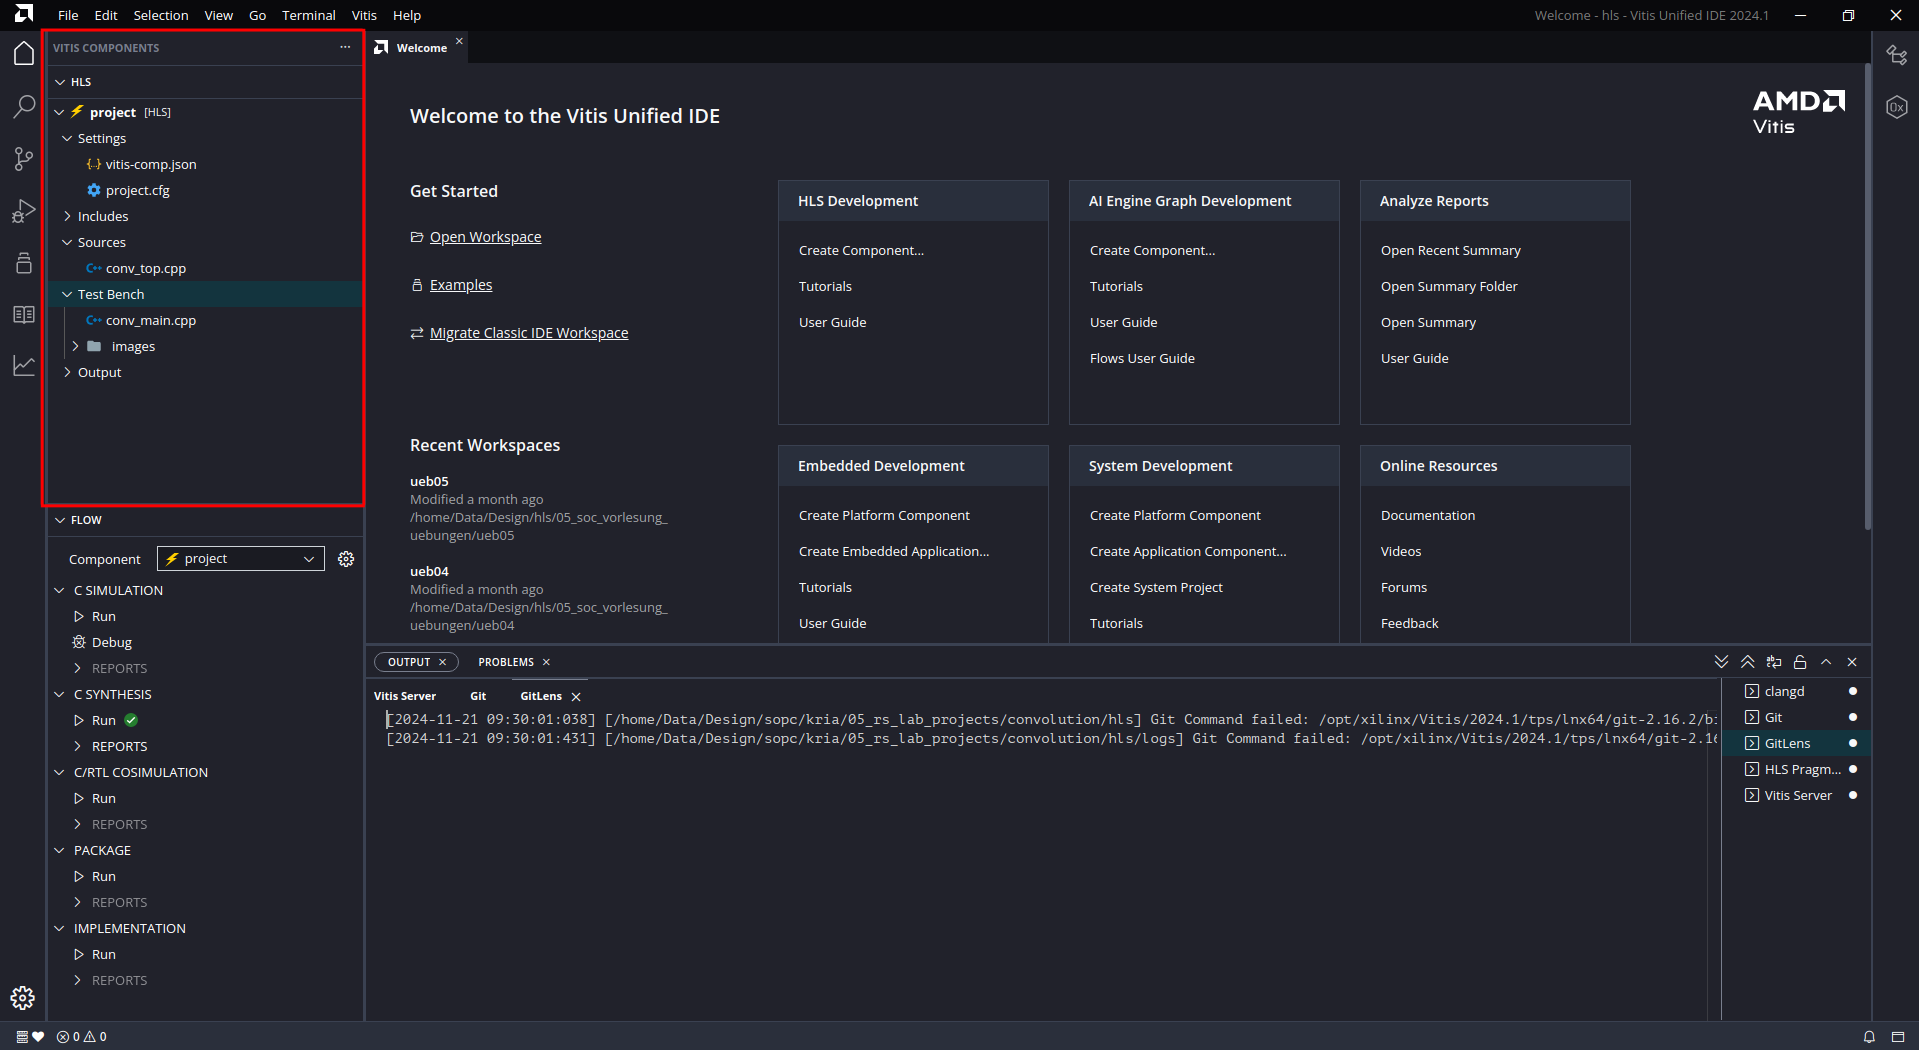 File Edit Selection View Go Terminal Vitis Help
Welcome - hls - Vitis Unified IDE 2024.1
VITIS COMPONENTS
HLS
project [HLS]
Settings
vitis-comp.json
project.cfg
Includes
Sources
conv_top.cpp
Test Bench
conv_main.cpp
images
Output
FLOW
Component project
C SIMULATION
Run
Debug
REPORTS
C SYNTHESIS
Run
REPORTS
C/RTL COSIMULATION
Run
REPORTS
PACKAGE
Run
REPORTS
IMPLEMENTATION
Run
REPORTS
Welcome
Welcome to the Vitis Unified IDE
AMD
Vitis
Get Started
Open Workspace
Examples
Migrate Classic IDE Workspace
Recent Workspaces
ueb05
Modified a month ago
/home/Data/Design/hls/05_soc_vorlesung_
uebungen/ueb05
ueb04
Modified a month ago
/home/Data/Design/hls/05_soc_vorlesung_
uebungen/ueb04
HLS Development
Create Component...
Tutorials
User Guide
AI Engine Graph Development
Create Component...
Tutorials
User Guide
Flows User Guide
Analyze Reports
Open Recent Summary
Open Summary Folder
Open Summary
User Guide
Embedded Development
Create Platform Component
Create Embedded Application...
Tutorials
User Guide
System Development
Create Platform Component
Create Application Component...
Create System Project
Tutorials
Online Resources
Documentation
Videos
Forums
Feedback
OUTPUT PROBLEMS
Vitis Server Git GitLens
[2024-11-21 09:30:01:038] [/home/Data/Design/sopc/kria/05_rs_lab_projects/convolution/hls] Git Command failed: /opt/xilinx/Vitis/2024.1/tps/lnx64/git-2.16.2/b
[2024-11-21 09:30:01:431] [/home/Data/Design/sopc/kria/05_rs_lab_projects/convolution/hls/logs] Git Command failed: /opt/xilinx/Vitis/2024.1/tps/lnx64/git-2.16
clangd
Git
GitLens
HLS Pragm...
Vitis Server
0x
0 0